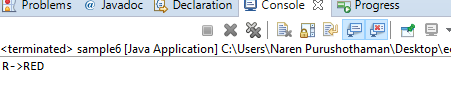 Problems @ Javadoc Declaration Console Progress
<terminated> sample6 [Java Application] C:\Users\Naren Purushothaman\Desktop\e
R->RED